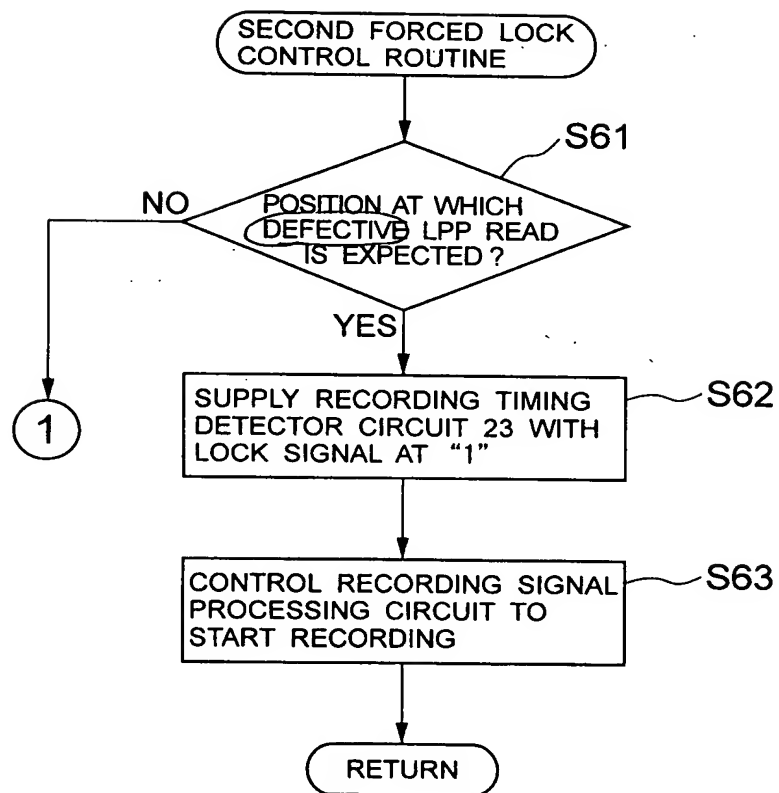 SECOND FORCED LOCK
CONTROL ROUTINE
S61
NO
POSITION AT WHICH
DEFECTIVE LPP READ
IS EXPECTED ?
YES
1
SUPPLY RECORDING TIMING
DETECTOR CIRCUIT 23 WITH
LOCK SIGNAL AT “1”
S62
CONTROL RECORDING SIGNAL
PROCESSING CIRCUIT TO
START RECORDING
S63
RETURN